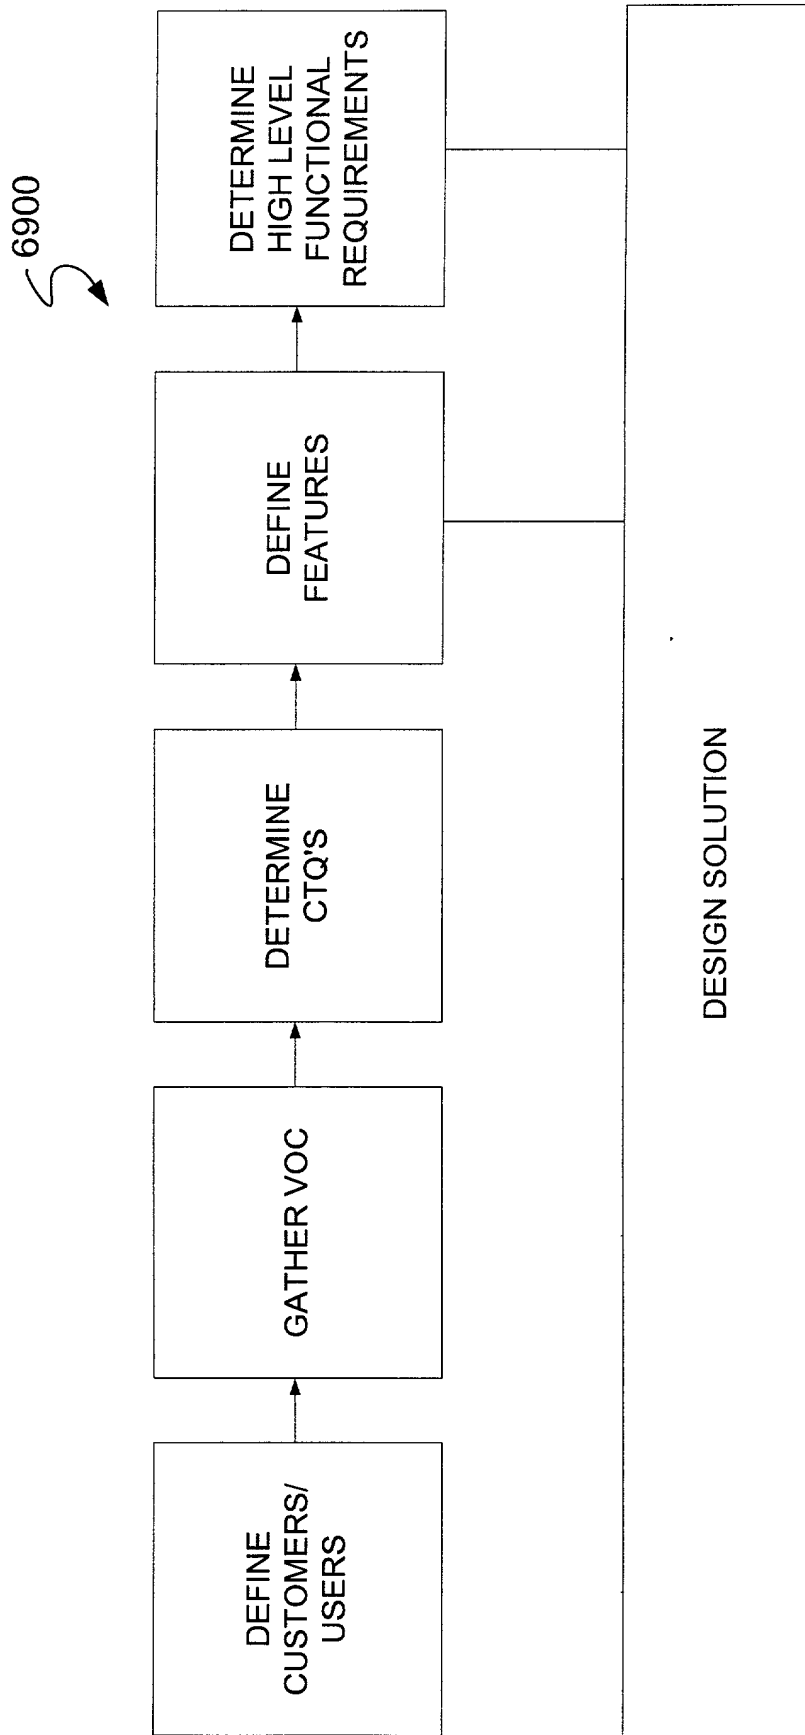 6900
DEFINE
CUSTOMERS/
USERS
GATHER VOC
DETERMINE
CTQ'S
DEFINE
FEATURES
DETERMINE
HIGH LEVEL
FUNCTIONAL
REQUIREMENTS
DESIGN SOLUTION